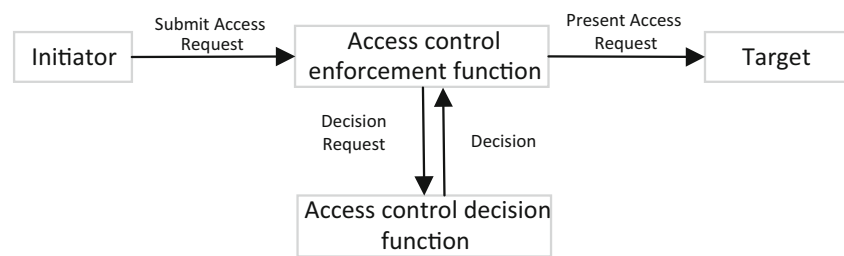 Submit Access
Request
Present Access
Request
Initiator
Access control
enforcement function
Target
Decision
Request
Decision
Access control decision
function